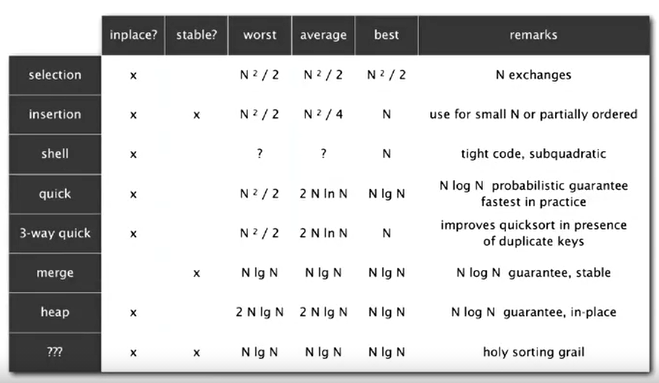 inplace? stable? worst average best remarks
selection x N ² / 2 N ² / 2 N ² / 2 N exchanges
insertion x x N ² / 2 N ² / 4 N use for small N or partially ordered
shell x ? ? N tight code, subquadratic
quick x N ² / 2 2 N ln N N lg N N log N probabilistic guarantee
fastest in practice
3-way quick x N ² / 2 2 N ln N N improves quicksort in presence
of duplicate keys
merge x N lg N N lg N N lg N N log N guarantee, stable
heap x 2 N lg N 2 N lg N N lg N N log N guarantee, in-place
??? x x N lg N N lg N N lg N holy sorting grail